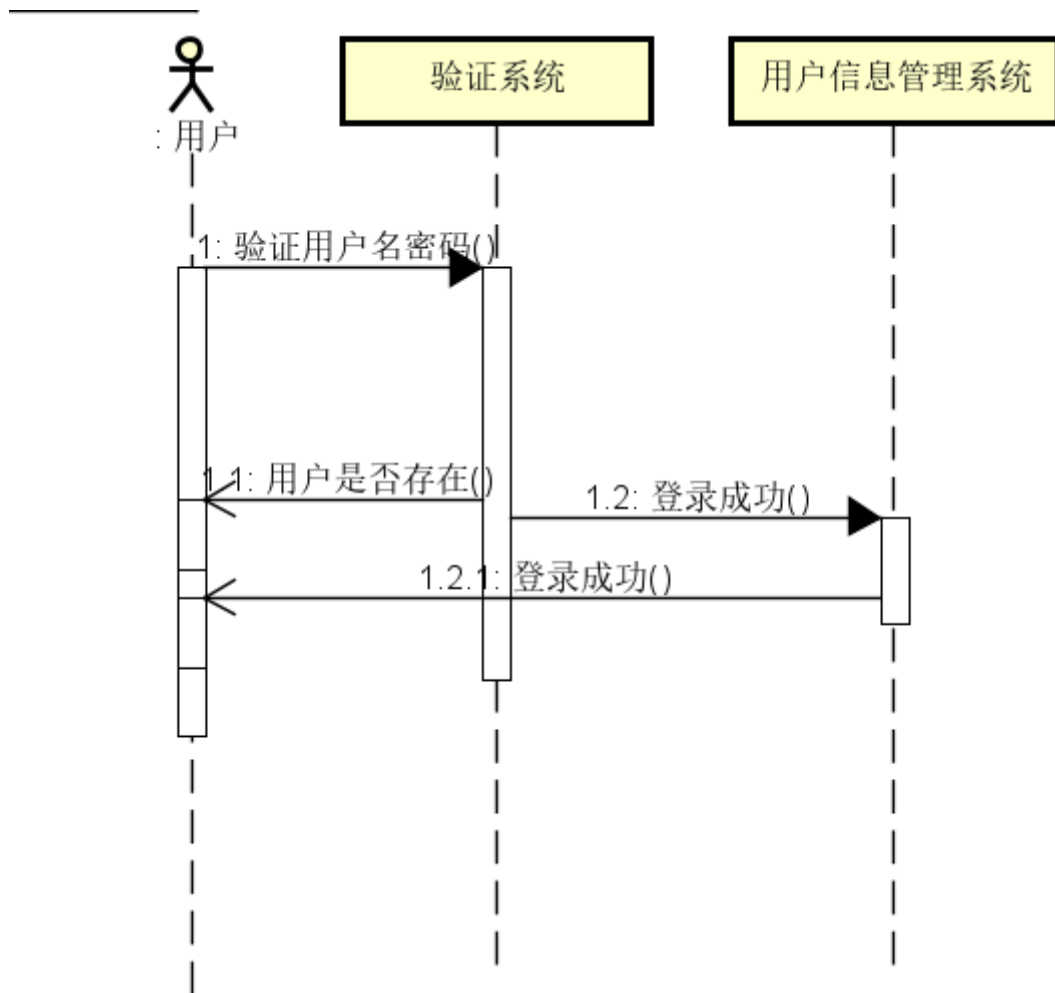 : 用户
验证系统
用户信息管理系统
1: 验证用户名密码()
1.1: 用户是否存在()
1.2: 登录成功()
1.2.1: 登录成功()